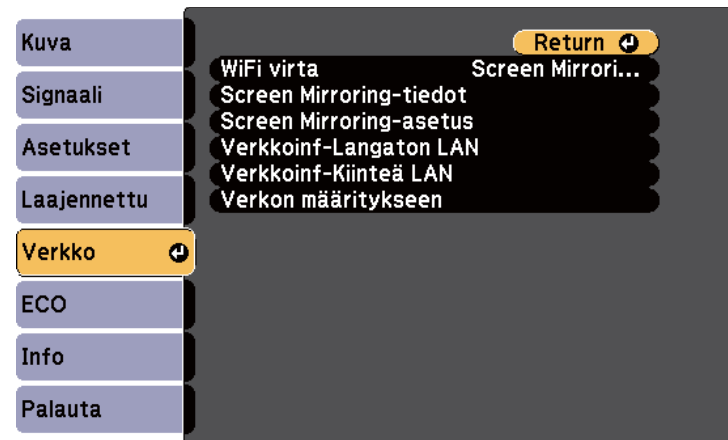 Kuva
Signaali
Asetukset
Laajennettu
Verkko
ECO
Info
Palauta
Return
WiFi virta Screen Mirrori...
Screen Mirroring-tiedot
Screen Mirroring-asetus
Verkkoinf-Langaton LAN
Verkkoinf-Kiinteä LAN
Verkon määritykseen